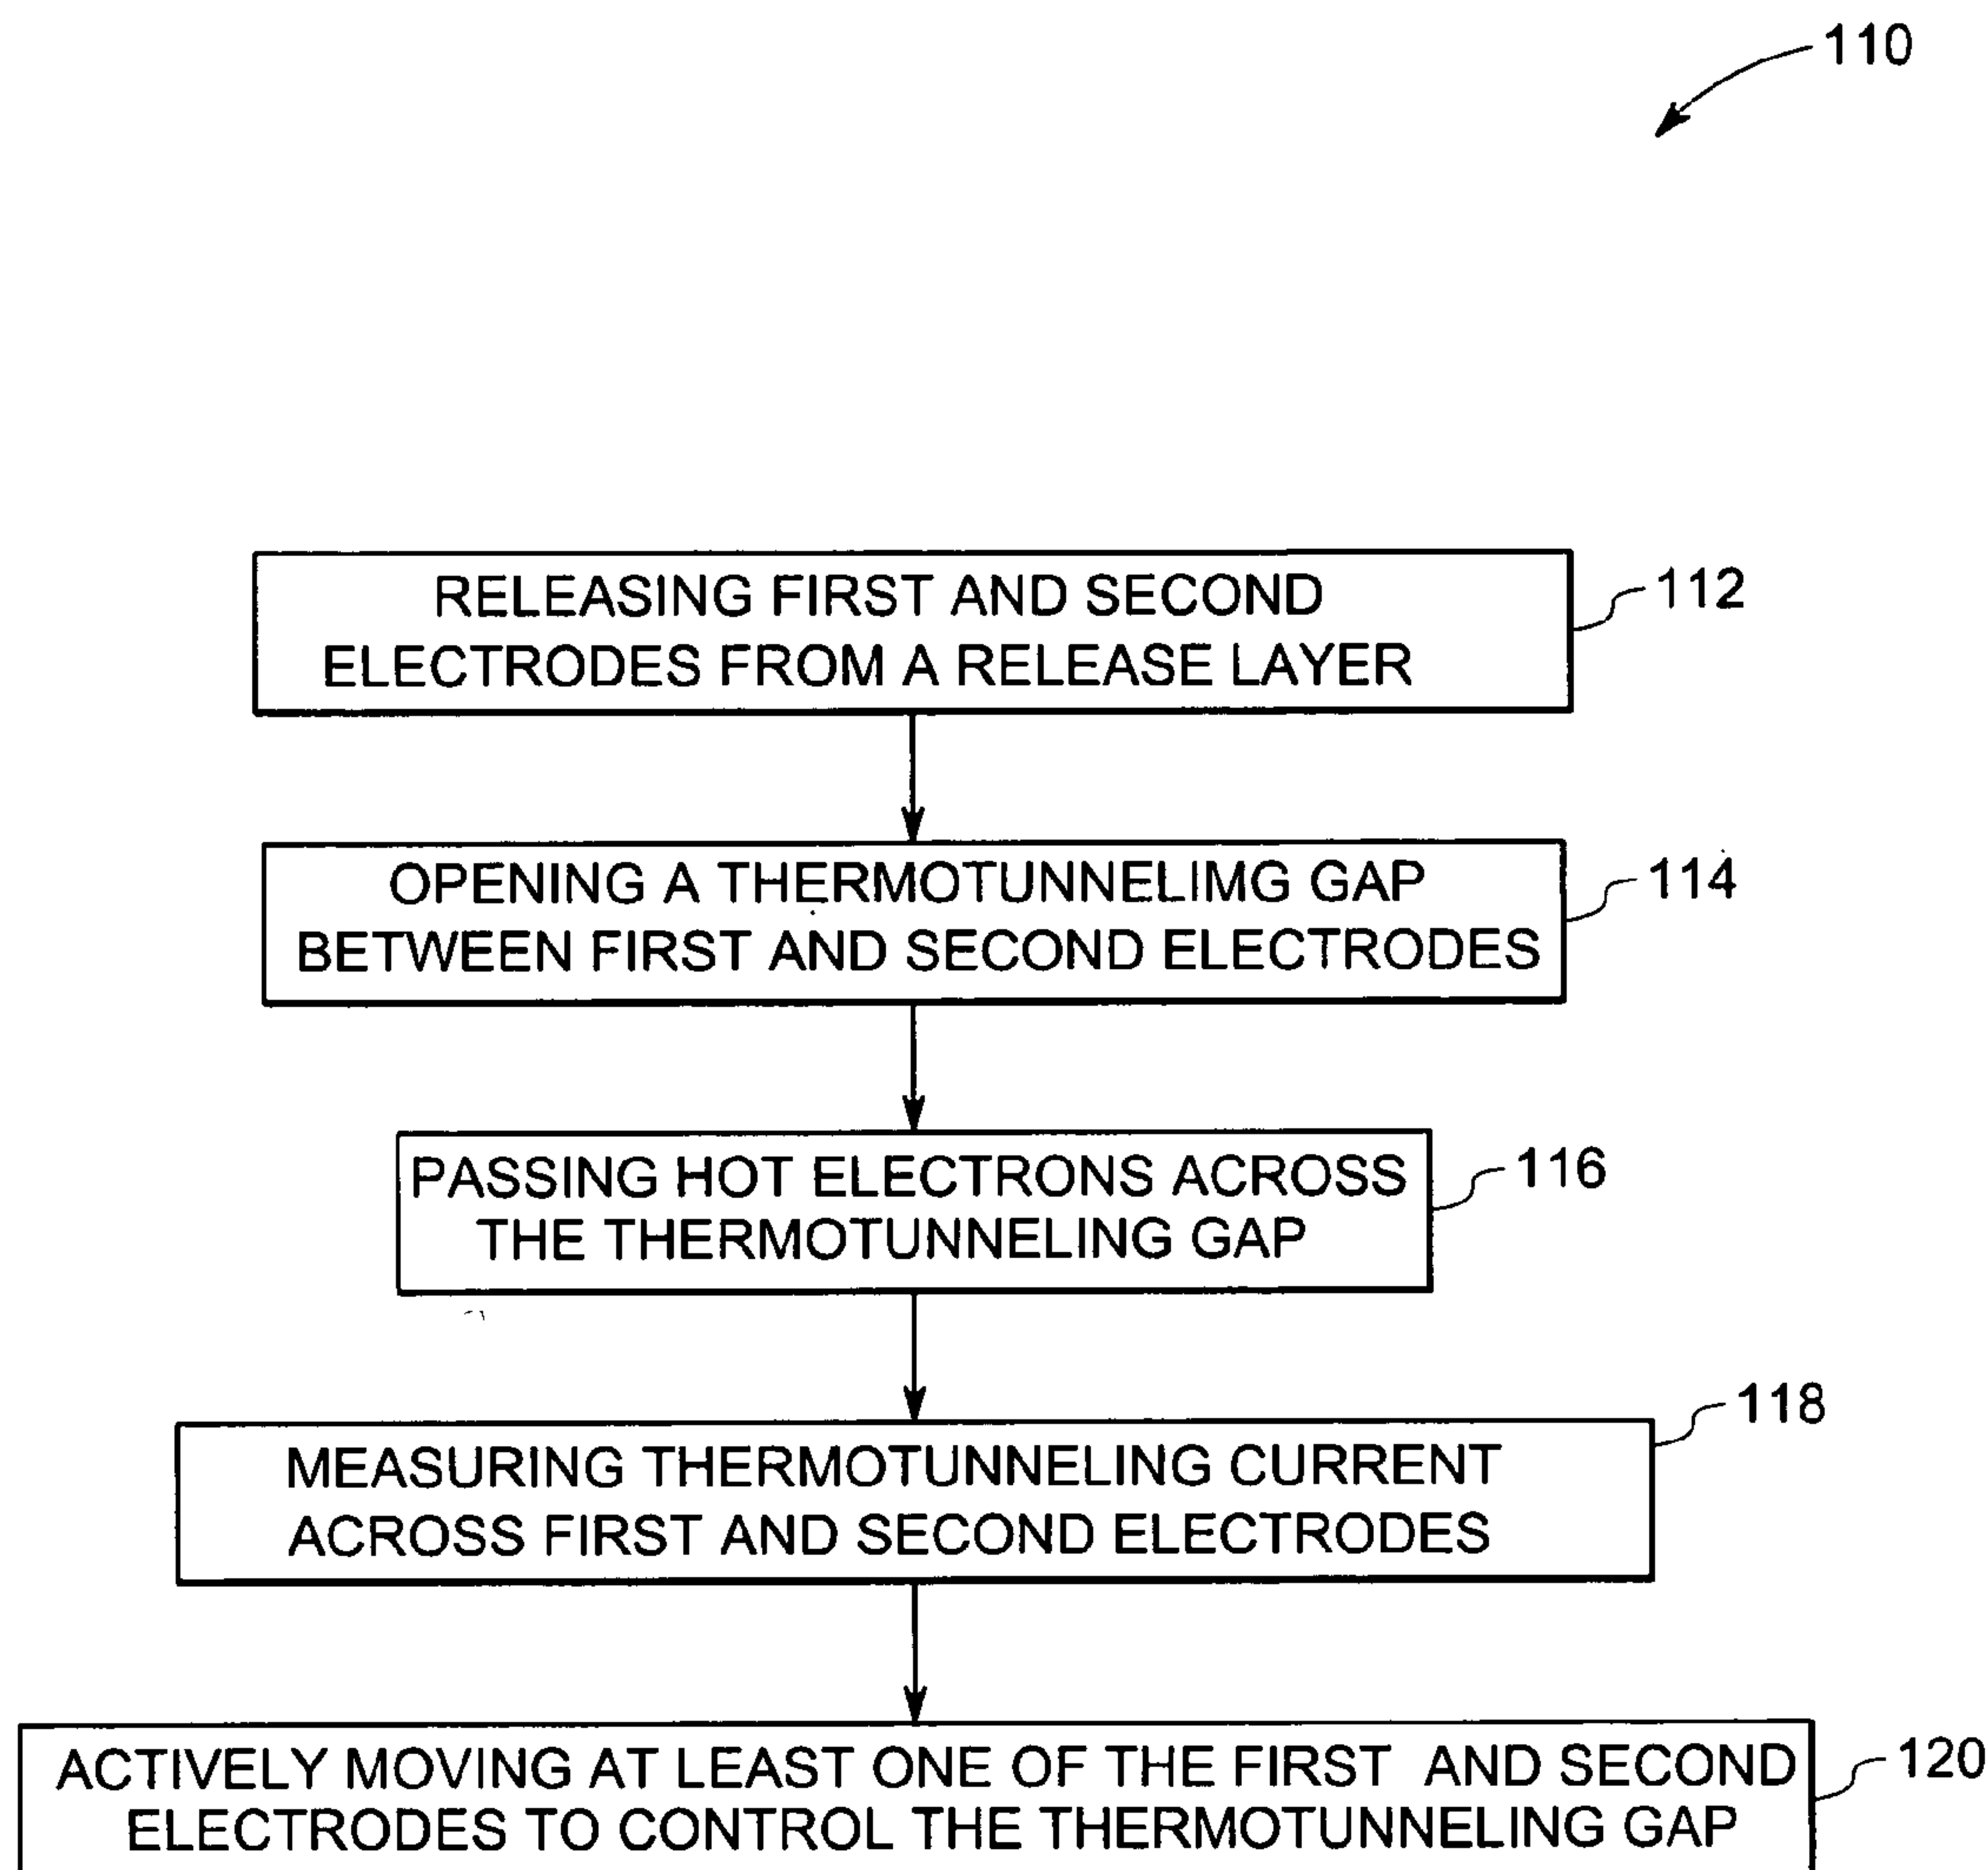 110
RELEASING FIRST AND SECOND
ELECTRODES FROM A RELEASE LAYER
112
OPENING A THERMOTUNNELIMG GAP
BETWEEN FIRST AND SECOND ELECTRODES
114
PASSING HOT ELECTRONS ACROSS
THE THERMOTUNNELING GAP
116
MEASURING THERMOTUNNELING CURRENT
ACROSS FIRST AND SECOND ELECTRODES
118
ACTIVELY MOVING AT LEAST ONE OF THE FIRST AND SECOND
ELECTRODES TO CONTROL THE THERMOTUNNELING GAP
120